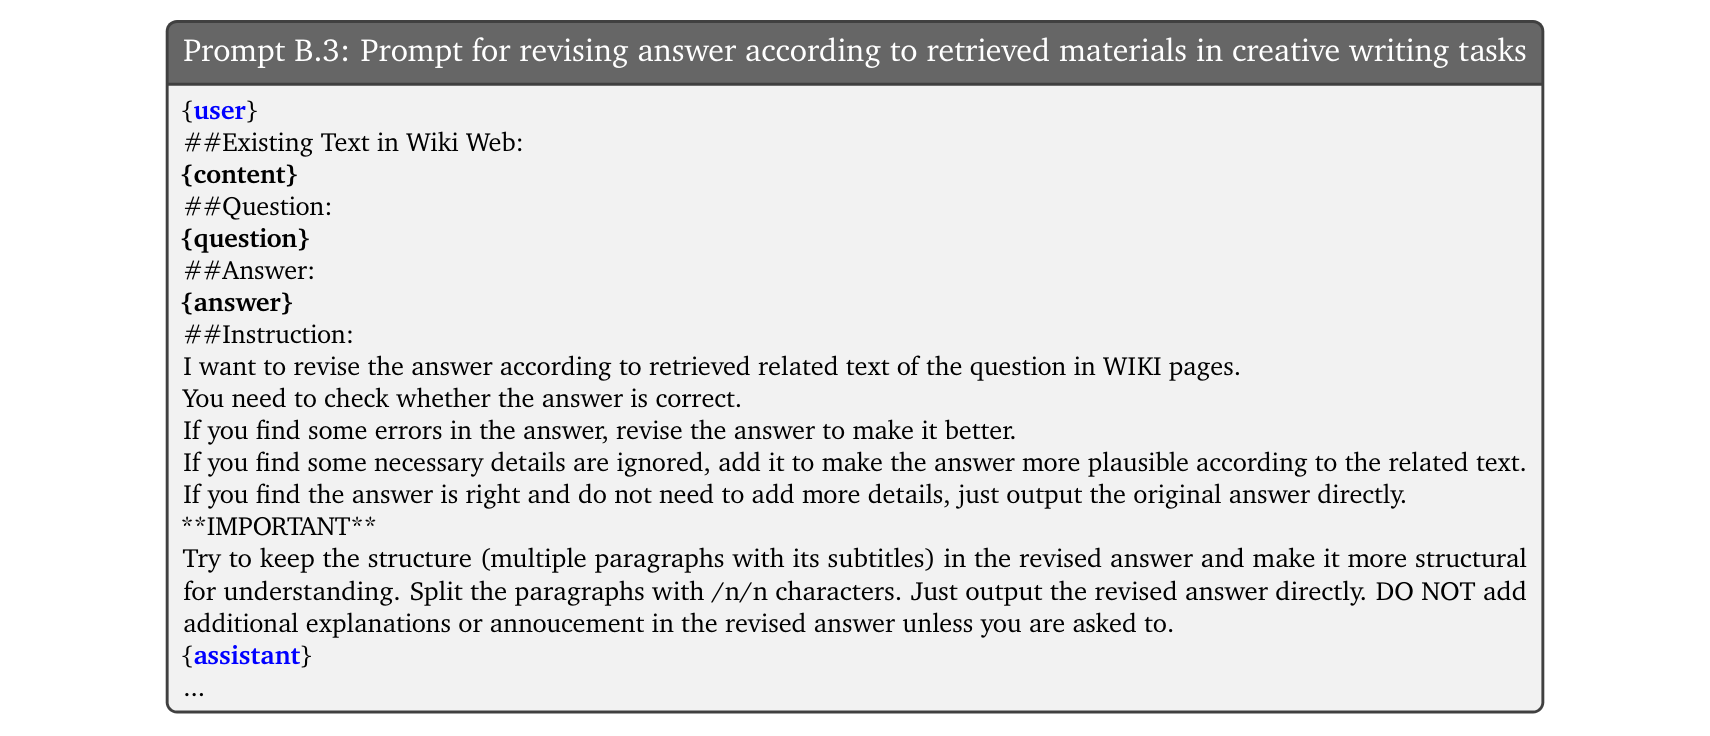 Prompt B.3: Prompt for revising answer according to retrieved materials in creative writing tasks
{user}
##Existing Text in Wiki Web:
{content}
##Question:
{question}
##Answer:
{answer}
##Instruction:
I want to revise the answer according to retrieved related text of the question in WIKI pages.
You need to check whether the answer is correct.
If you find some errors in the answer, revise the answer to make it better.
If you find some necessary details are ignored, add it to make the answer more plausible according to the related text.
If you find the answer is right and do not need to add more details, just output the original answer directly.
**IMPORTANT**
Try to keep the structure (multiple paragraphs with its subtitles) in the revised answer and make it more structural
for understanding. Split the paragraphs with /n/n characters. Just output the revised answer directly. DO NOT add
additional explanations or annoucement in the revised answer unless you are asked to.
{assistant}
...